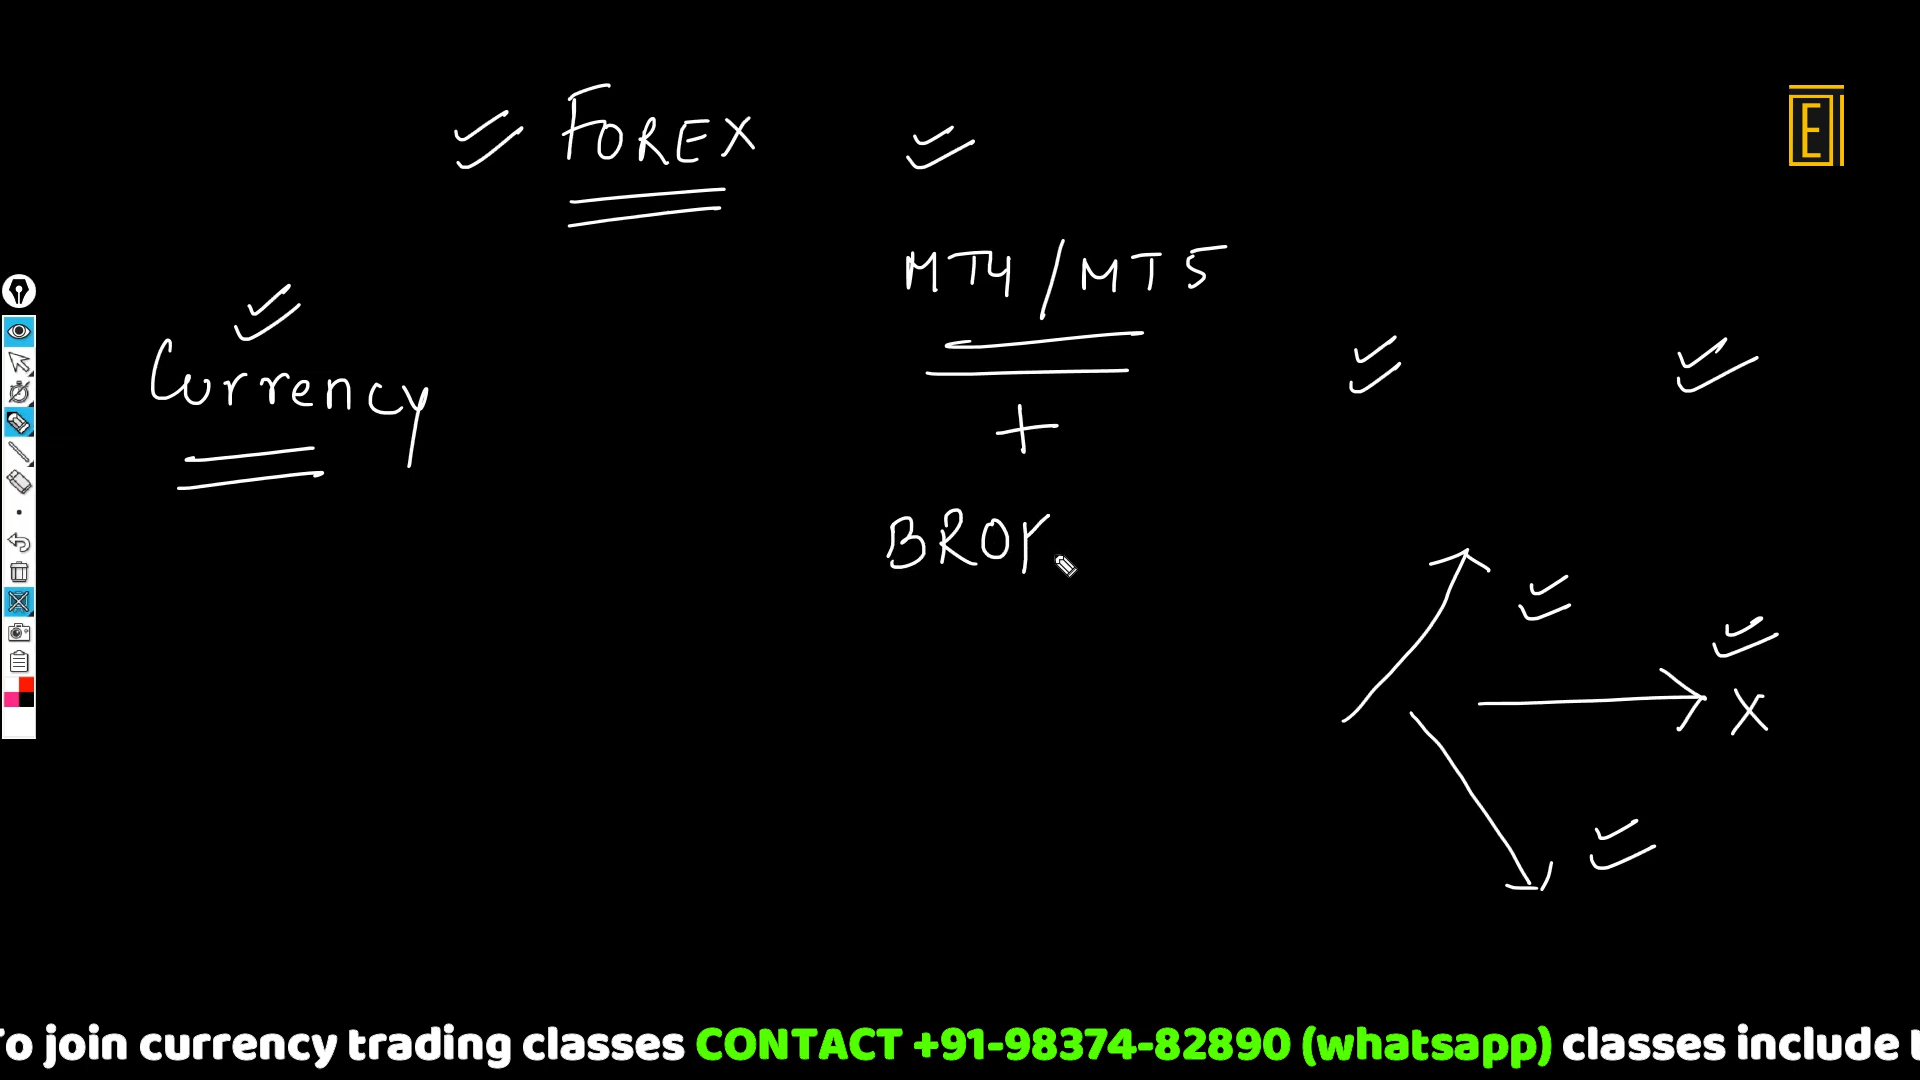 FOREX
MT4/MT5
Currency
+
BROK
X
To join currency trading classes CONTACT +91-98374-82890 (whatsapp) classes include